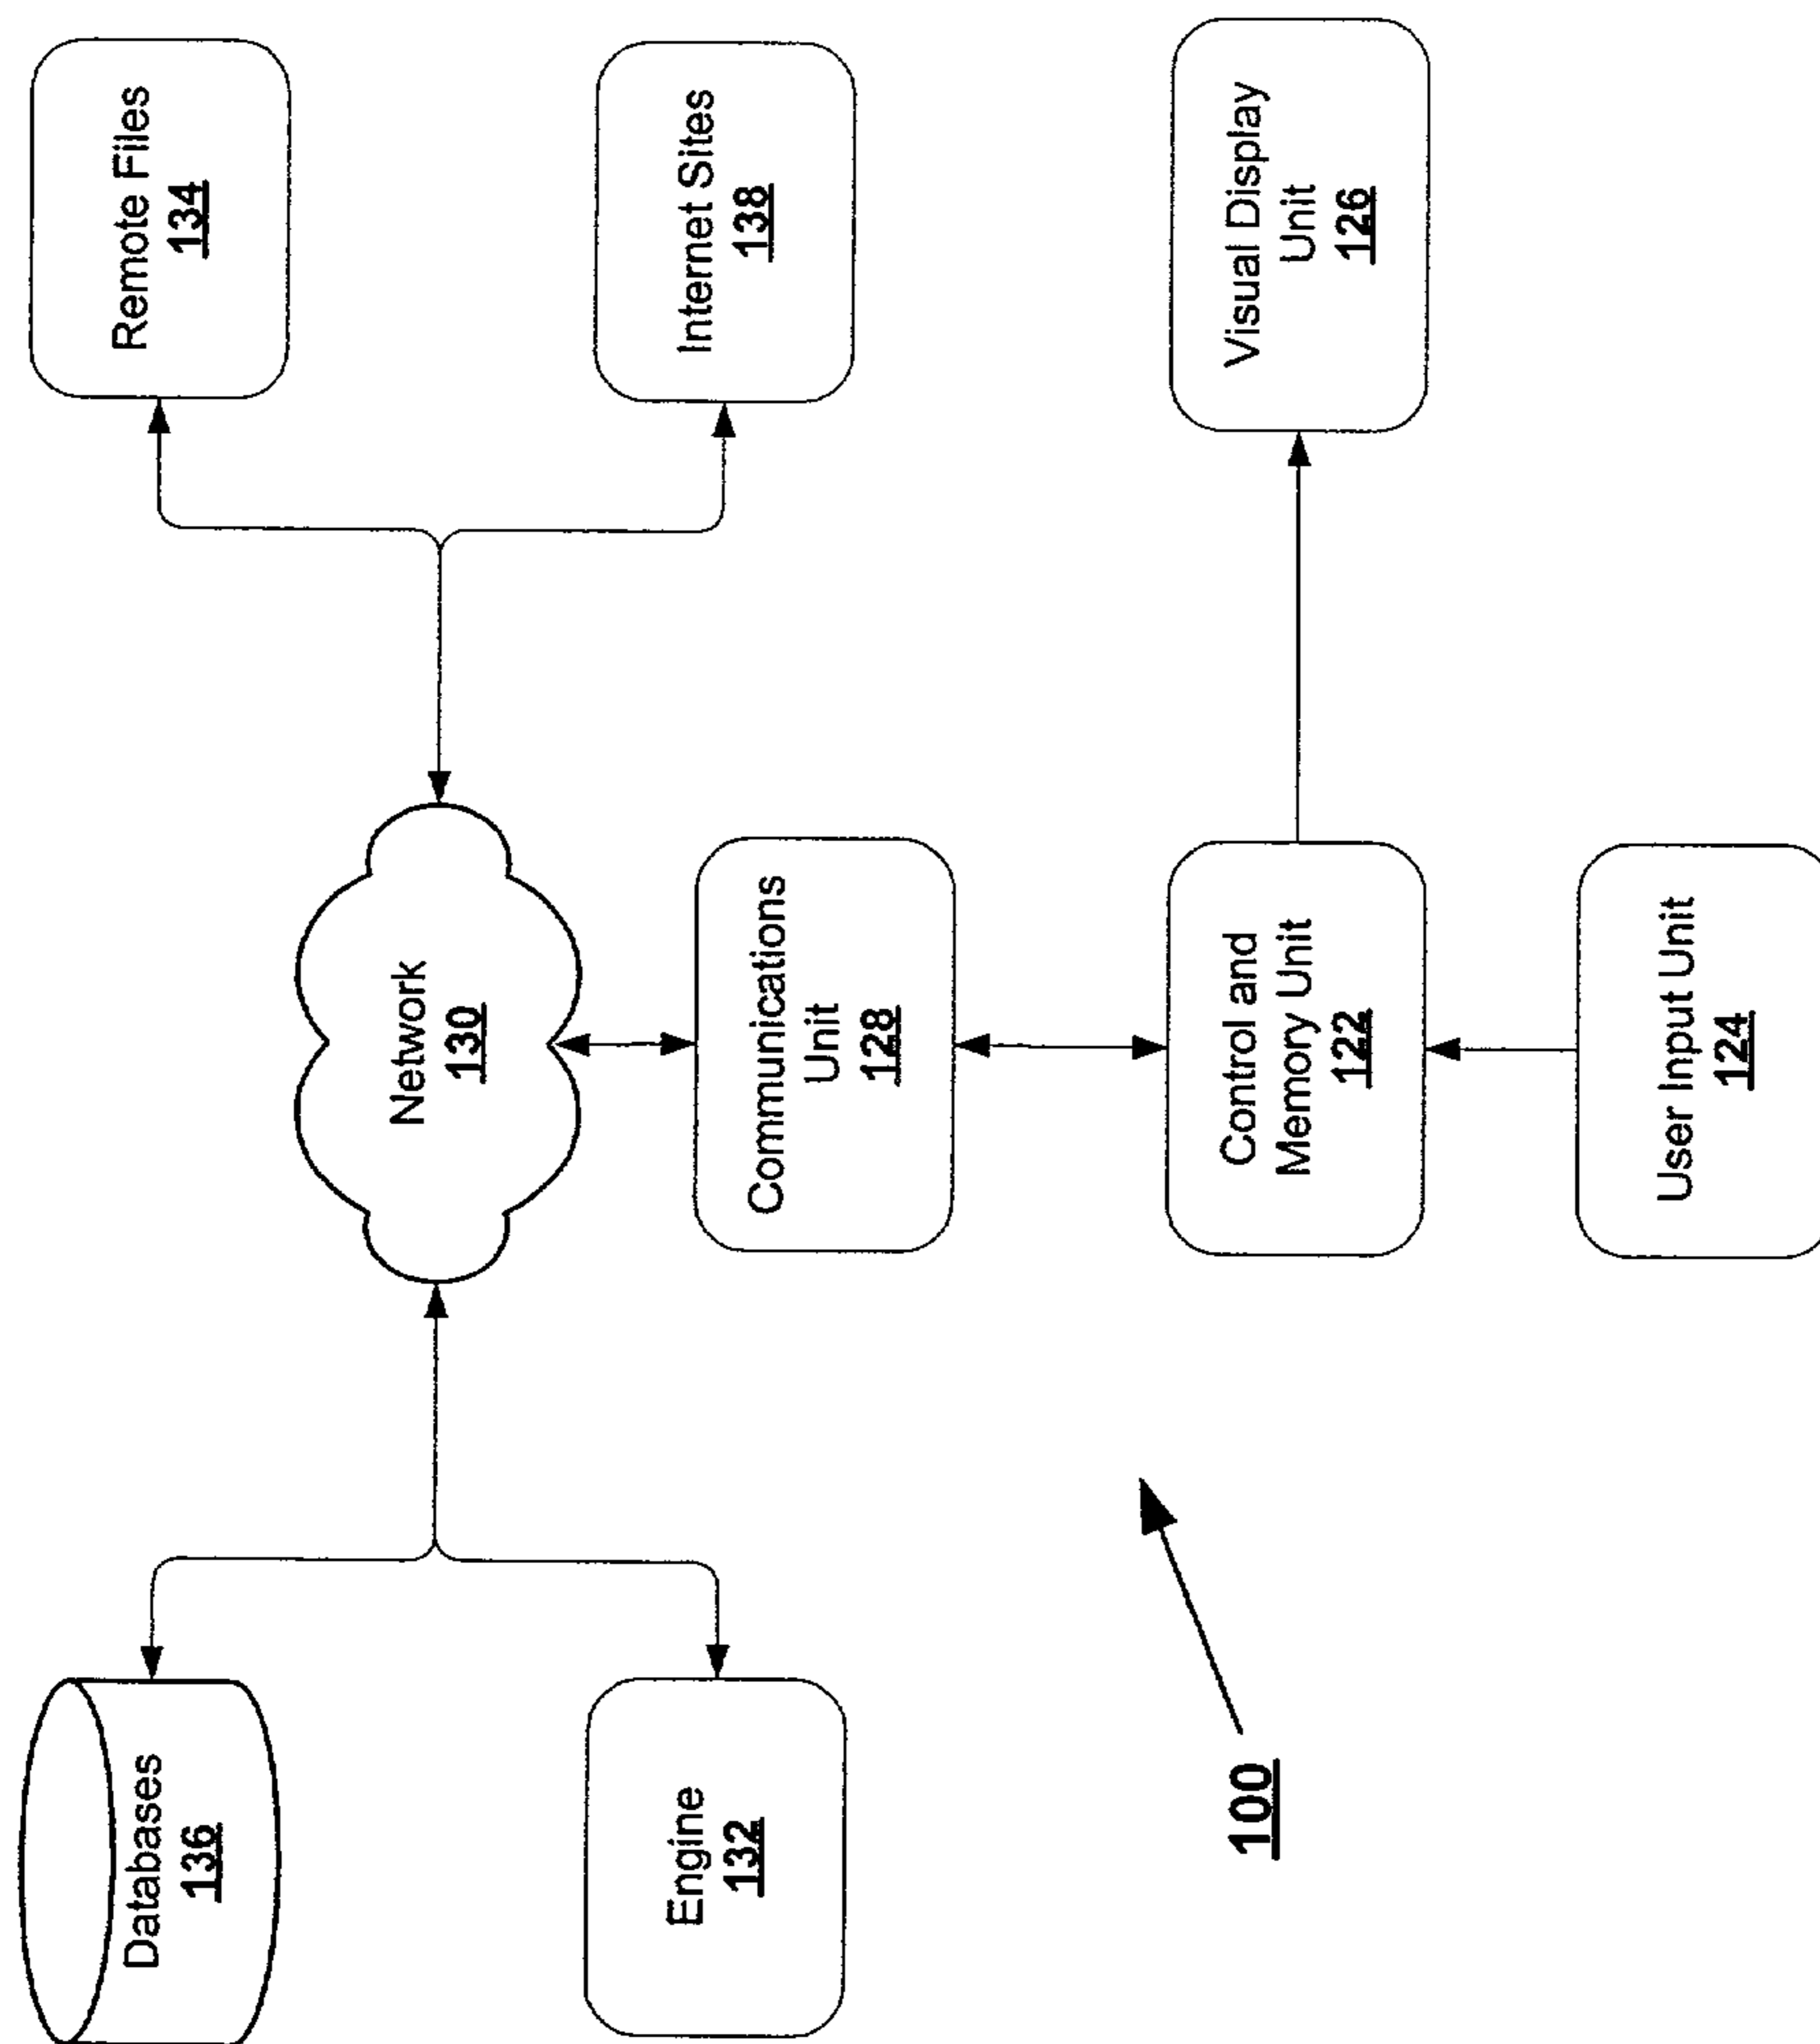 Databases
136
Engine
132
Network
130
Remote Files
134
Internet Sites
138
Communications
Unit
128
Control and
Memory Unit
122
Visual Display
Unit
126
User Input Unit
124
100